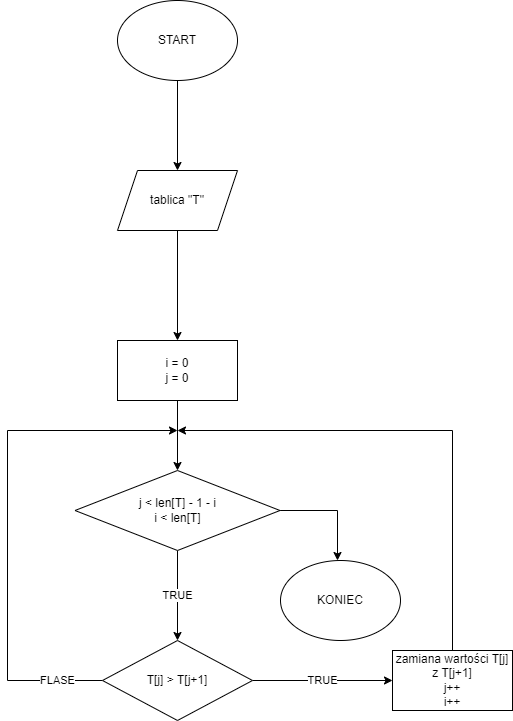 START
tablica "T"
i = 0
j = 0
j < len[T] - 1 - i
i < len[T]
KONIEC
TRUE
T[j] > T[j+1]
FLASE
TRUE
zamiana wartości T[j]
z T[j+1]
j++
i++